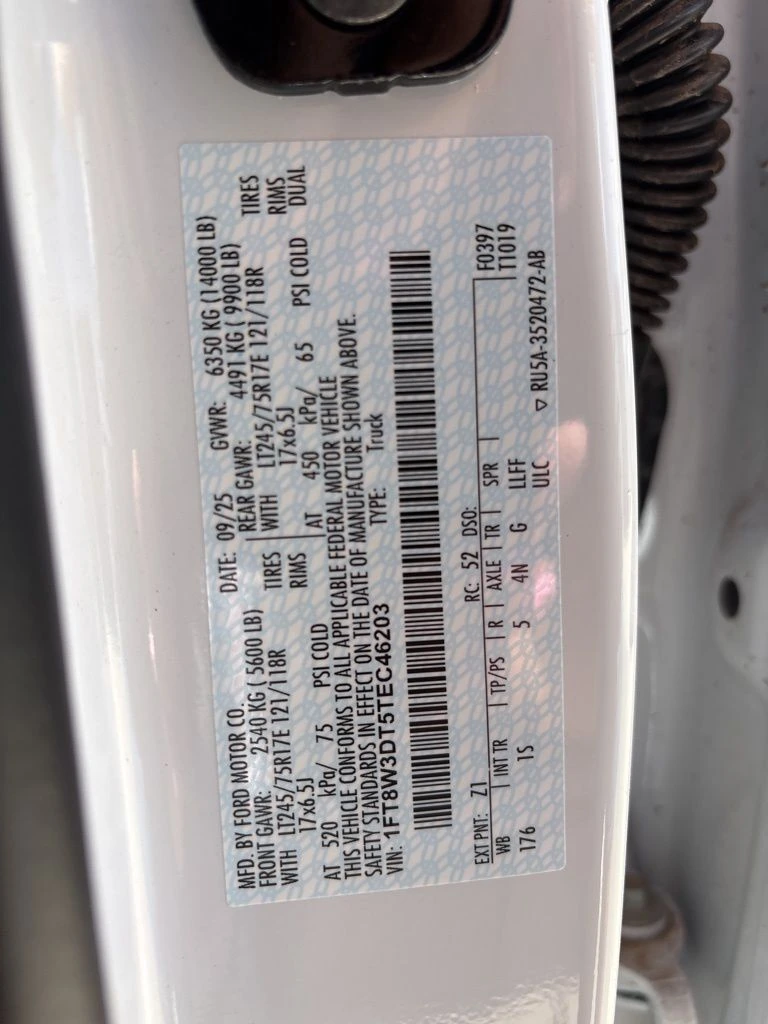 MFD. BY FORD MOTOR CO.
DATE: 09/25 GVWR: 6350 KG (14000 LB)
FRONT GAWR: 2540 KG ( 5600 LB)
REAR GAWR: 4491 KG ( 9900 LB)
WITH LT245/75R17E 121/118R TIRES
WITH LT245/75R17E 121/118R TIRES
17x6.5J RIMS
17x6.5J RIMS
AT 520 kPa/ 75 PSI COLD
AT 450 kPa/ 65 PSI COLD DUAL
THIS VEHICLE CONFORMS TO ALL APPLICABLE FEDERAL MOTOR VEHICLE
SAFETY STANDARDS IN EFFECT ON THE DATE OF MANUFACTURE SHOWN ABOVE.
VIN: 1FT8W3DT5TEC46203 TYPE: Truck
EXT PNT: Z1 RC: 52 DSO: F0397
WB INT TR TP/PS R AXLE TR SPR T1019
176 1S 5 4N G LLFF
ULC
▽ RU5A-3520472-AB